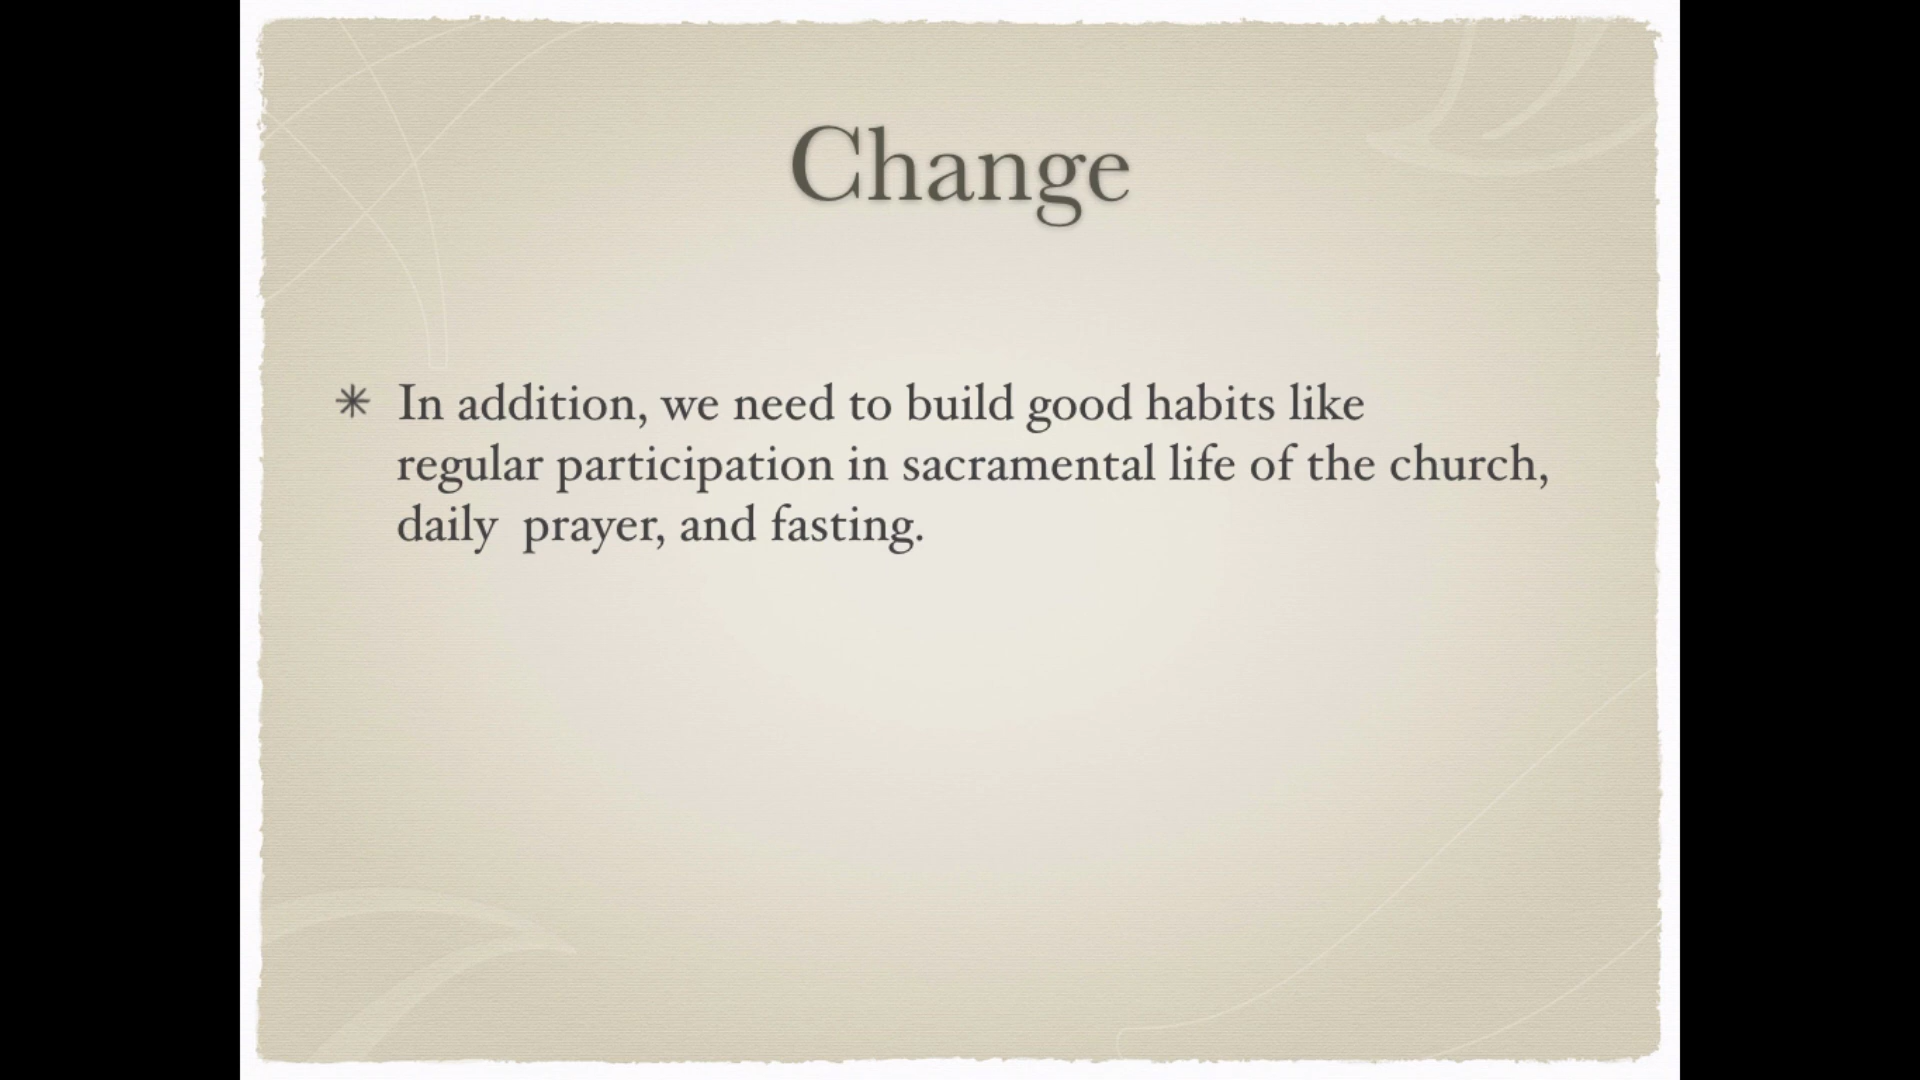 Change
✳ In addition, we need to build good habits like
regular participation in sacramental life of the church,
daily  prayer, and fasting.